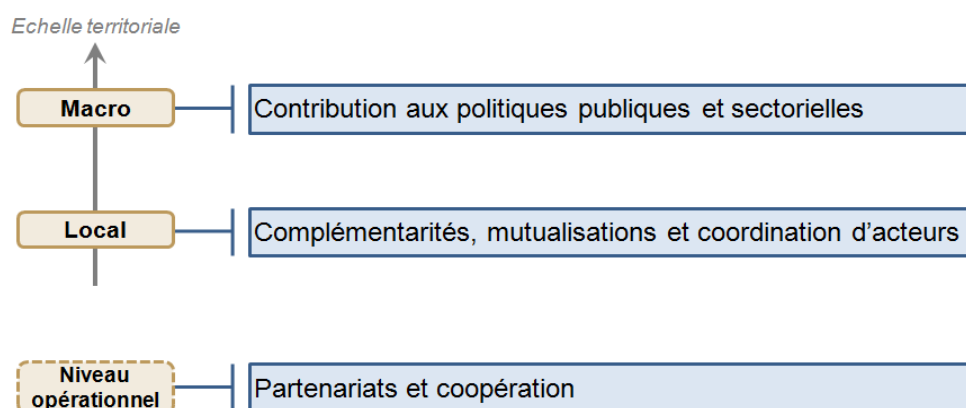 Echelle territoriale
Macro
Contribution aux politiques publiques et sectorielles
Local
Complémentarités, mutualisations et coordination d’acteurs
Niveau
opérationnel
Partenariats et coopération